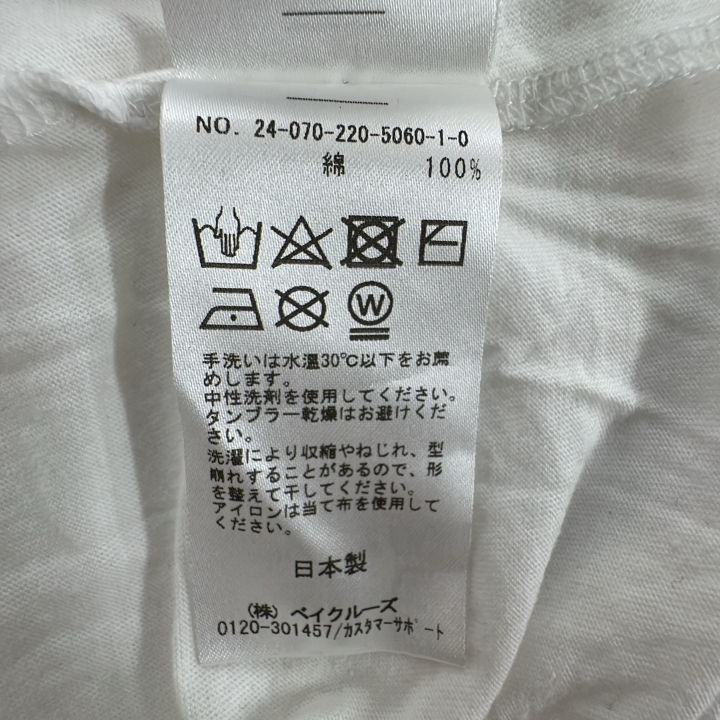 NO. 24-070-220-5060-1-0
綿 100%
W
手洗いは水温30℃以下をお薦
めします。
中性洗剤を使用してください。
タンブラー乾燥はお避けくだ
さい。
洗濯により収縮やねじれ、型
崩れすることがあるので、形
を整えて干してください。
アイロンは当て布を使用して
ください。
日本製
(株) ベイクルーズ
0120-301457/カスタマーサポート